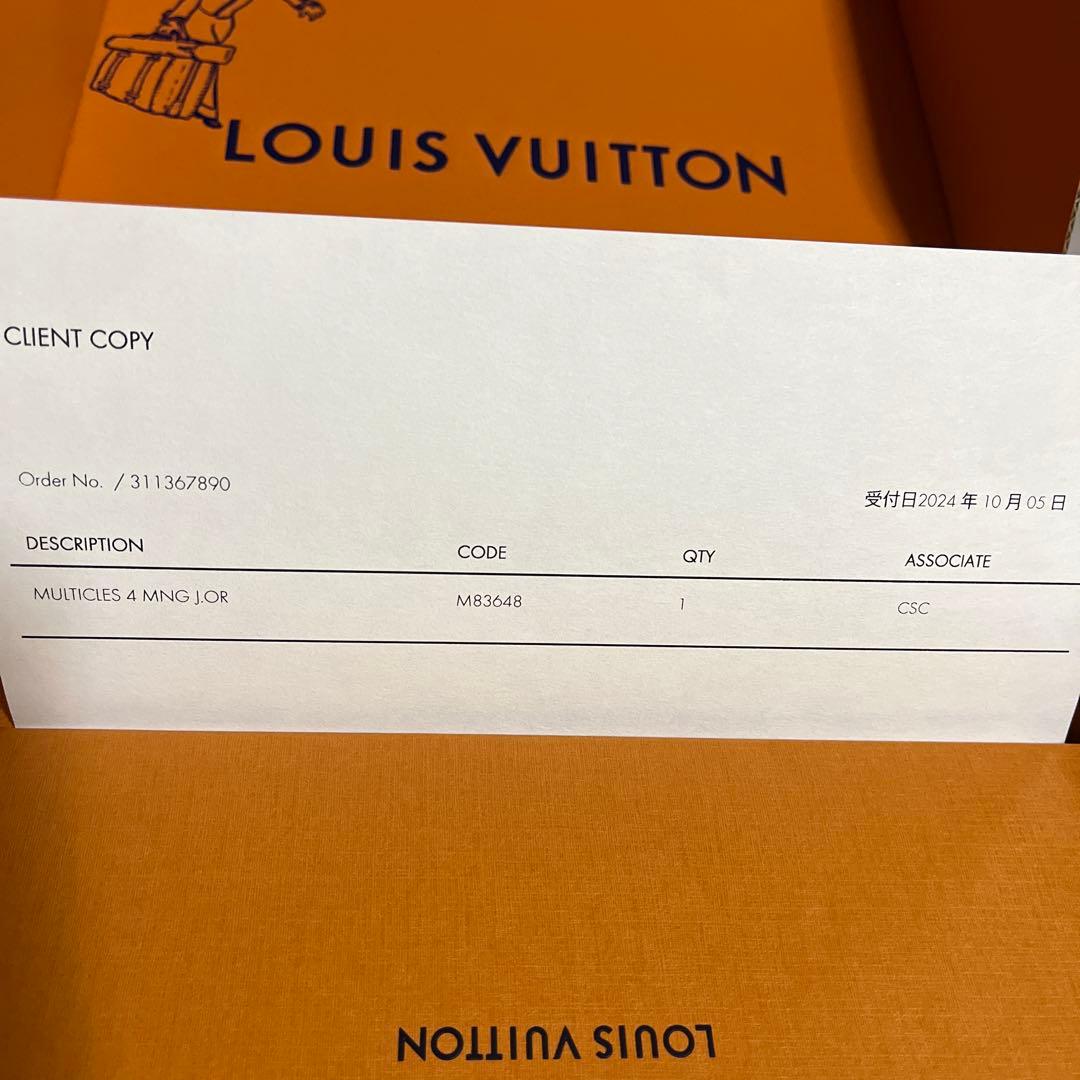 LOUIS VUITTON
CLIENT COPY
Order No. / 311367890
受付日2024 年 10 月 05 日
DESCRIPTION CODE QTY ASSOCIATE
MULTICLES 4 MNG J.OR M83648 1 CSC
LOUIS VUITTON